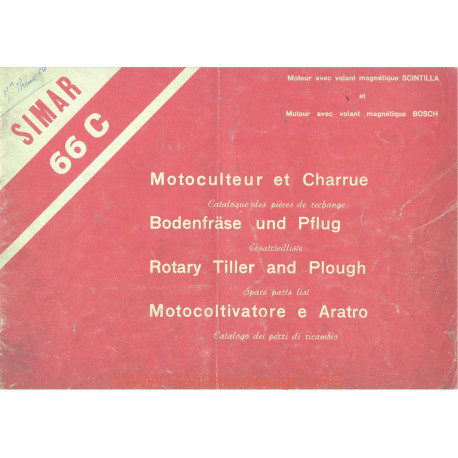 SIMAR
66 C
Moteur avec volant magnétique SCINTILLA
et
Moteur avec volant magnétique BOSCH
Motoculteur et Charrue
Catalogue des pièces de rechange
Bodenfräse und Pflug
Ersatzteilliste
Rotary Tiller and Plough
Spare parts list
Motocoltivatore e Aratro
Catalogo dei pezzi di ricambio